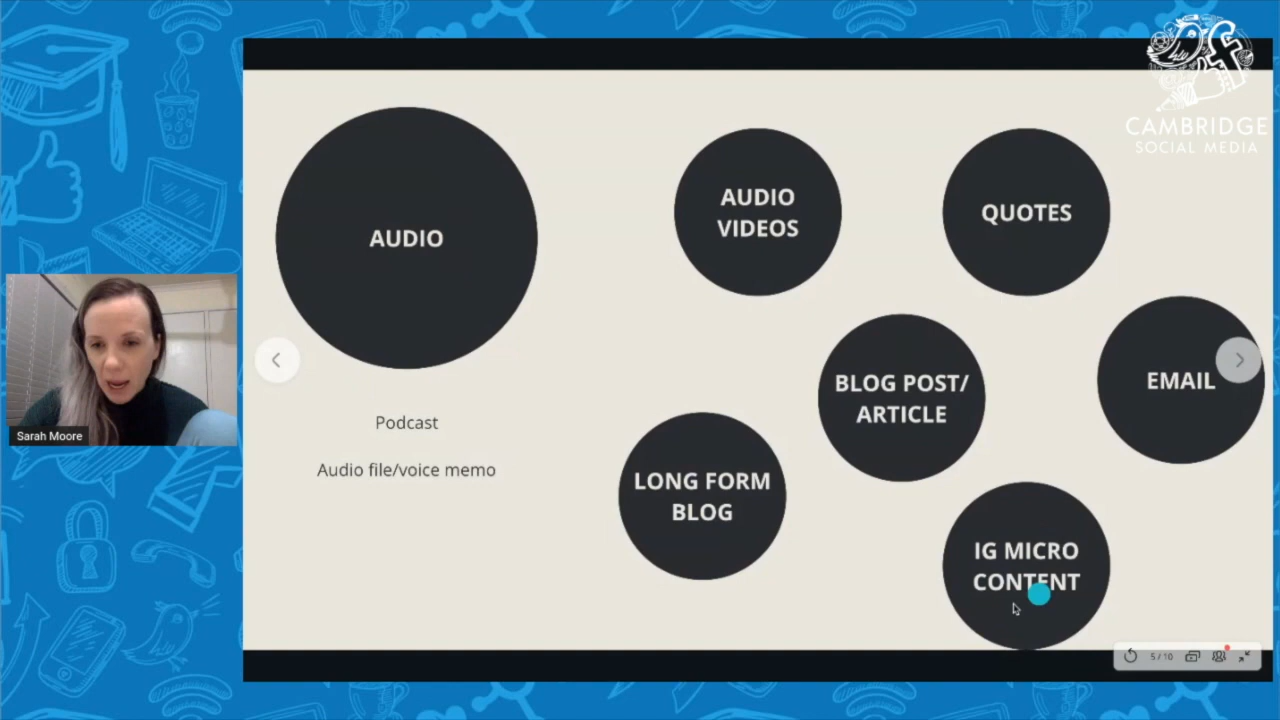 CAMBRIDGE
SOCIAL MEDIA
AUDIO
Podcast
Audio file/voice memo
AUDIO
VIDEOS
QUOTES
BLOG POST/
ARTICLE
EMAIL
LONG FORM
BLOG
IG MICRO
CONTENT
Sarah Moore
5/10